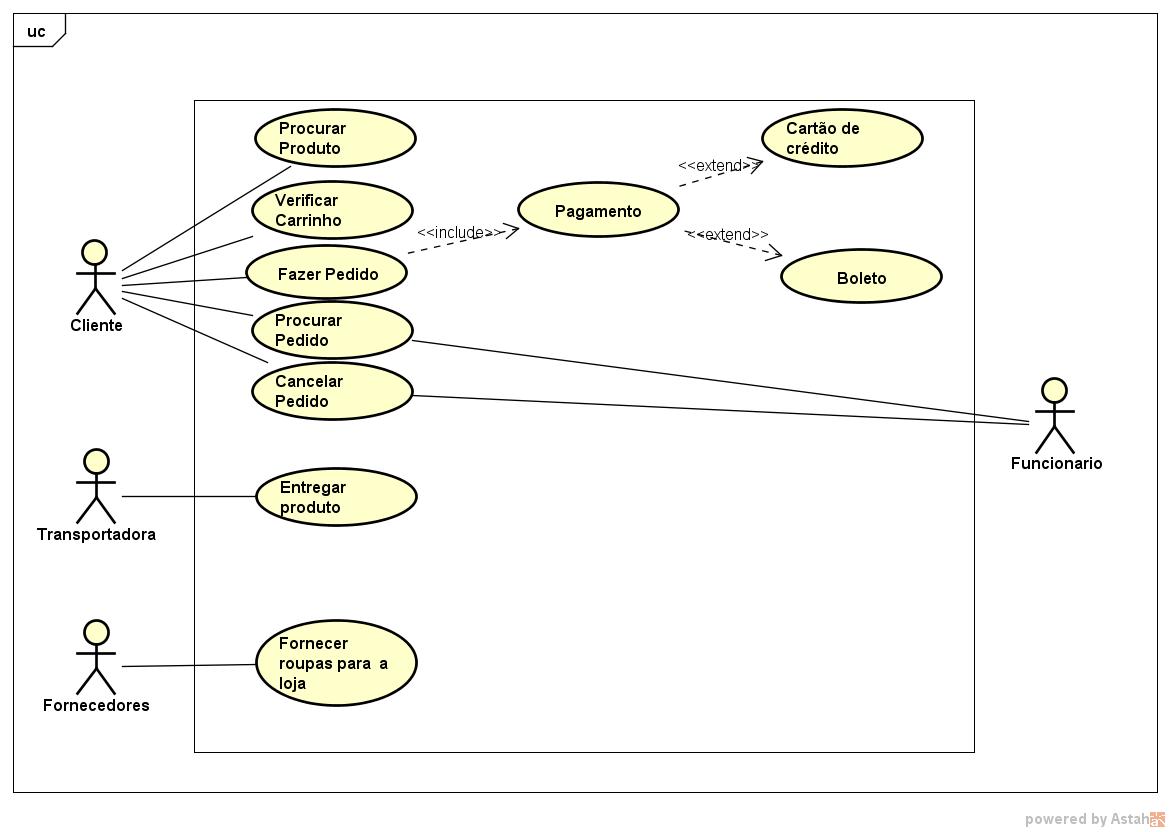 uc
Procurar
Produto
Cartão de
crédito
<<extend>>
Verificar
Carrinho
Pagamento
<<include>>
<<extend>>
Fazer Pedido
Boleto
Cliente
Procurar
Pedido
Cancelar
Pedido
Funcionario
Entregar
produto
Transportadora
Fornecer
roupas para a
loja
Fornecedores
powered by Astah